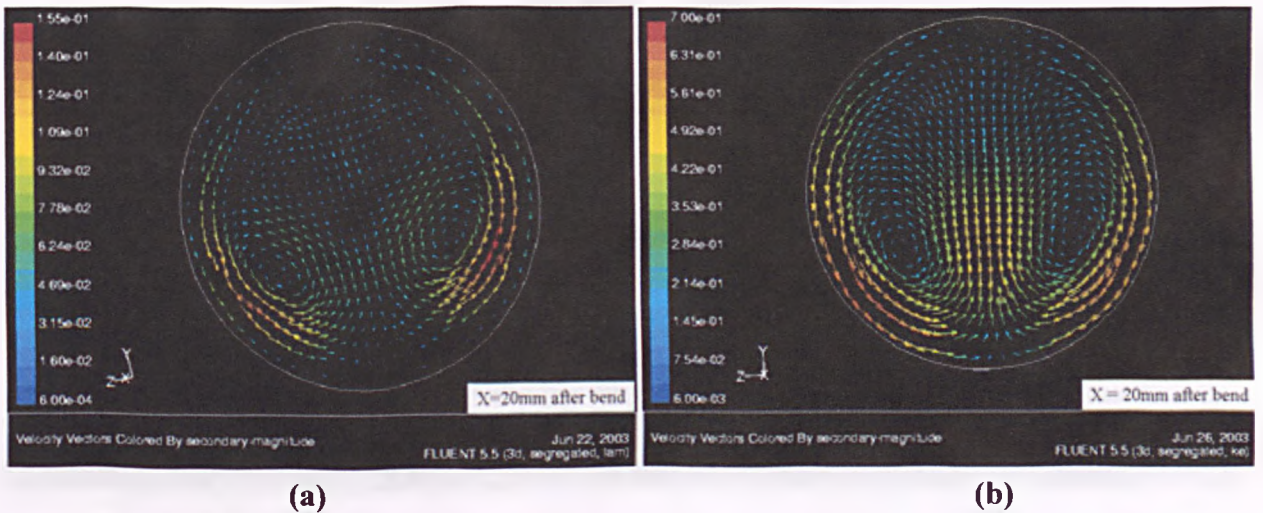 1.55e-01
1.40e-01
1.24e-01
1.09e-01
9.32e-02
7.78e-02
6.24e-02
4.69e-02
3.15e-02
1.60e-02
6.00e-04
Y
Z X
X=20mm after bend
Velocity Vectors Colored By secondary-magnitude
Jun 22, 2003
FLUENT 5.5 (3d, segregated, lam)
(a)
7.00e-01
6.31e-01
5.61e-01
4.92e-01
4.22e-01
3.53e-01
2.84e-01
2.14e-01
1.45e-01
7.54e-02
6.00e-03
Y
Z X
X = 20mm after bend
Velocity Vectors Colored By secondary-magnitude
Jun 26, 2003
FLUENT 5.5 (3d, segregated, ke)
(b)